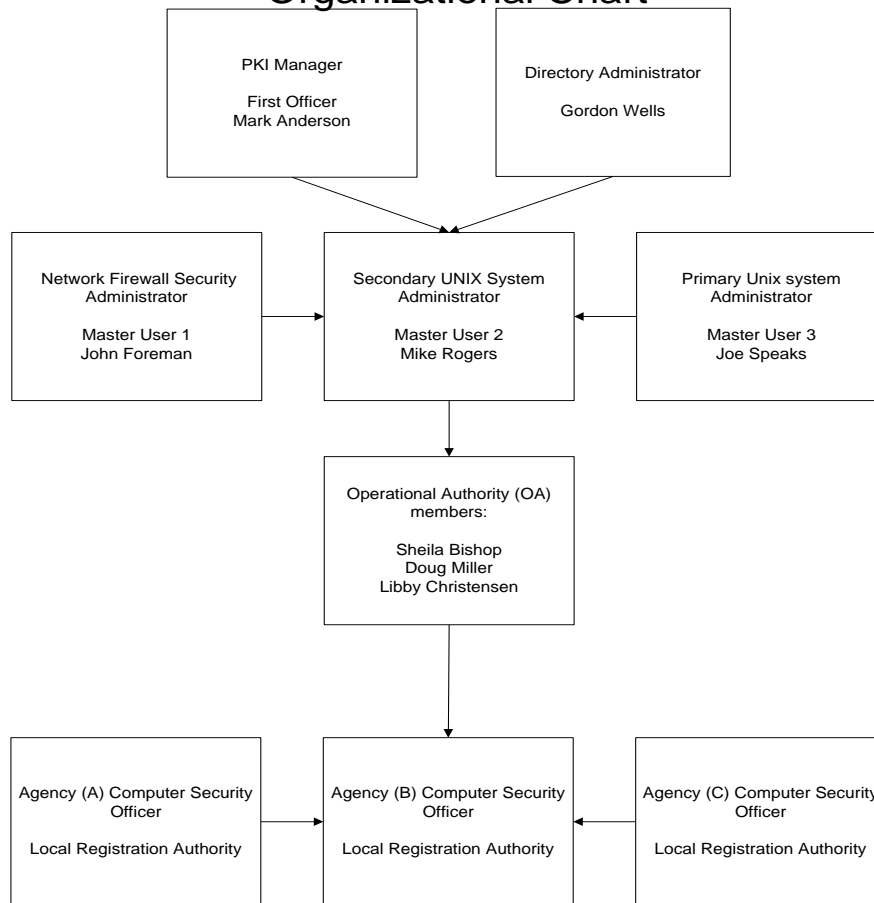 Organizational Chart
PKI Manager
First Officer
Mark Anderson
Directory Administrator
Gordon Wells
Network Firewall Security
Administrator
Master User 1
John Foreman
Secondary UNIX System
Administrator
Master User 2
Mike Rogers
Primary Unix system
Administrator
Master User 3
Joe Speaks
Operational Authority (OA)
members:
Sheila Bishop
Doug Miller
Libby Christensen
Agency (A) Computer Security
Officer
Local Registration Authority
Agency (B) Computer Security
Officer
Local Registration Authority
Agency (C) Computer Security
Officer
Local Registration Authority